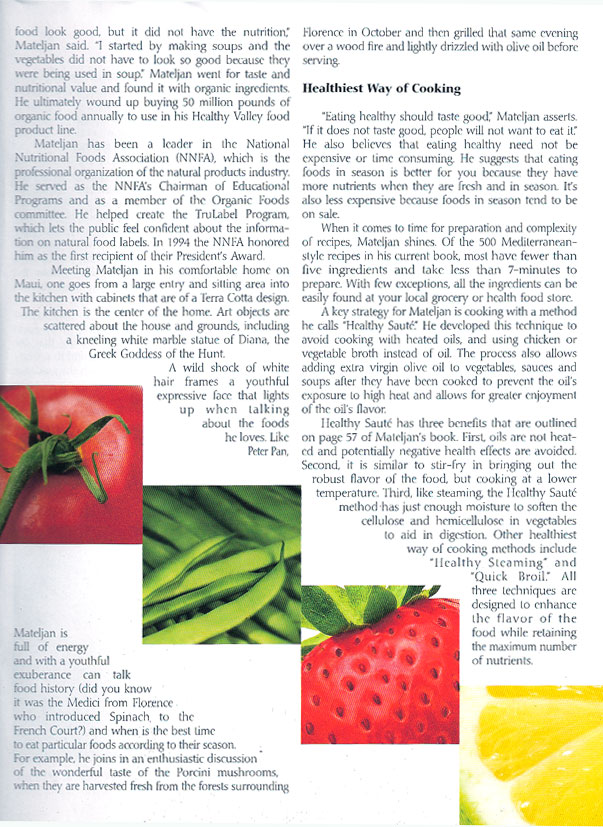 food look good, but it did not have the nutrition,"
Mateljan said. "I started by making soups and the
vegetables did not have to look so good because they
were being used in soup." Mateljan went for taste and
nutritional value and found it with organic ingredients.
He ultimately wound up buying 50 million pounds of
organic food annually to use in his Healthy Valley food
product line.
Mateljan has been a leader in the National
Nutritional Foods Association (NNFA), which is the
professional organization of the natural products industry.
He served as the NNFA's Chairman of Educational
Programs and as a member of the Organic Foods
committee. He helped create the TruLabel Program,
which lets the public feel confident about the informa-
tion on natural food labels. In 1994 the NNFA honored
him as the first recipient of their President's Award.
Meeting Mateljan in his comfortable home on
Maui, one goes from a large entry and sitting area into
the kitchen with cabinets that are of a Terra Cotta design.
The kitchen is the center of the home. Art objects are
scattered about the house and grounds, including
a kneeling white marble statue of Diana, the
Greek Goddess of the Hunt.
A wild shock of white
hair frames a youthful
expressive face that lights
up when talking
about the foods
he loves. Like
Peter Pan,
Mateljan is
full of energy
and with a youthful
exuberance can talk
food history (did you know
it was the Medici from Florence
who introduced Spinach to the
French Court?) and when is the best time
to eat particular foods according to their season.
For example, he joins in an enthusiastic discussion
of the wonderful taste of the Porcini mushrooms,
when they are harvested fresh from the forests surrounding
Florence in October and then grilled that same evening
over a wood fire and lightly drizzled with olive oil before
serving.
Healthiest Way of Cooking
"Eating healthy should taste good," Mateljan asserts.
"If it does not taste good, people will not want to eat it."
He also believes that eating healthy need not be
expensive or time consuming. He suggests that eating
foods in season is better for you because they have
more nutrients when they are fresh and in season. It's
also less expensive because foods in season tend to be
on sale.
When it comes to time for preparation and complexity
of recipes, Mateljan shines. Of the 500 Mediterranean-
style recipes in his current book, most have fewer than
five ingredients and take less than 7-minutes to
prepare. With few exceptions, all the ingredients can be
easily found at your local grocery or health food store.
A key strategy for Mateljan is cooking with a method
he calls "Healthy Sauté." He developed this technique to
avoid cooking with heated oils, and using chicken or
vegetable broth instead of oil. The process also allows
adding extra virgin olive oil to vegetables, sauces and
soups after they have been cooked to prevent the oil's
exposure to high heat and allows for greater enjoyment
of the oil's flavor.
Healthy Sauté has three benefits that are outlined
on page 57 of Mateljan's book. First, oils are not heat-
ed and potentially negative health effects are avoided.
Second, it is similar to stir-fry in bringing out the
robust flavor of the food, but cooking at a lower
temperature. Third, like steaming, the Healthy Sauté
method has just enough moisture to soften the
cellulose and hemicellulose in vegetables
to aid in digestion. Other healthiest
way of cooking methods include
"Healthy Steaming" and
"Quick Broil." All
three techniques are
designed to enhance
the flavor of the
food while retaining
the maximum number
of nutrients.